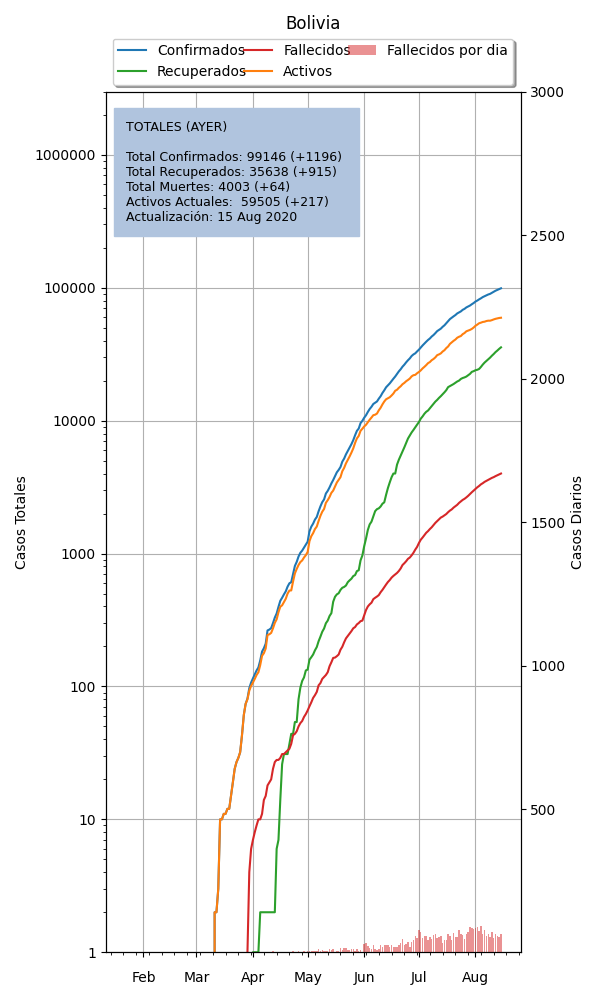 Bolivia
Confirmados Fallecidos Fallecidos por dia
Recuperados Activos
TOTALES (AYER)
Total Confirmados: 99146 (+1196)
Total Recuperados: 35638 (+915)
Total Muertes: 4003 (+64)
Activos Actuales:  59505 (+217)
Actualización: 15 Aug 2020
Casos Totales
1000000
100000
10000
1000
100
10
1
3000
2500
2000
1500
1000
500
Casos Diarios
Feb Mar Apr May Jun Jul Aug